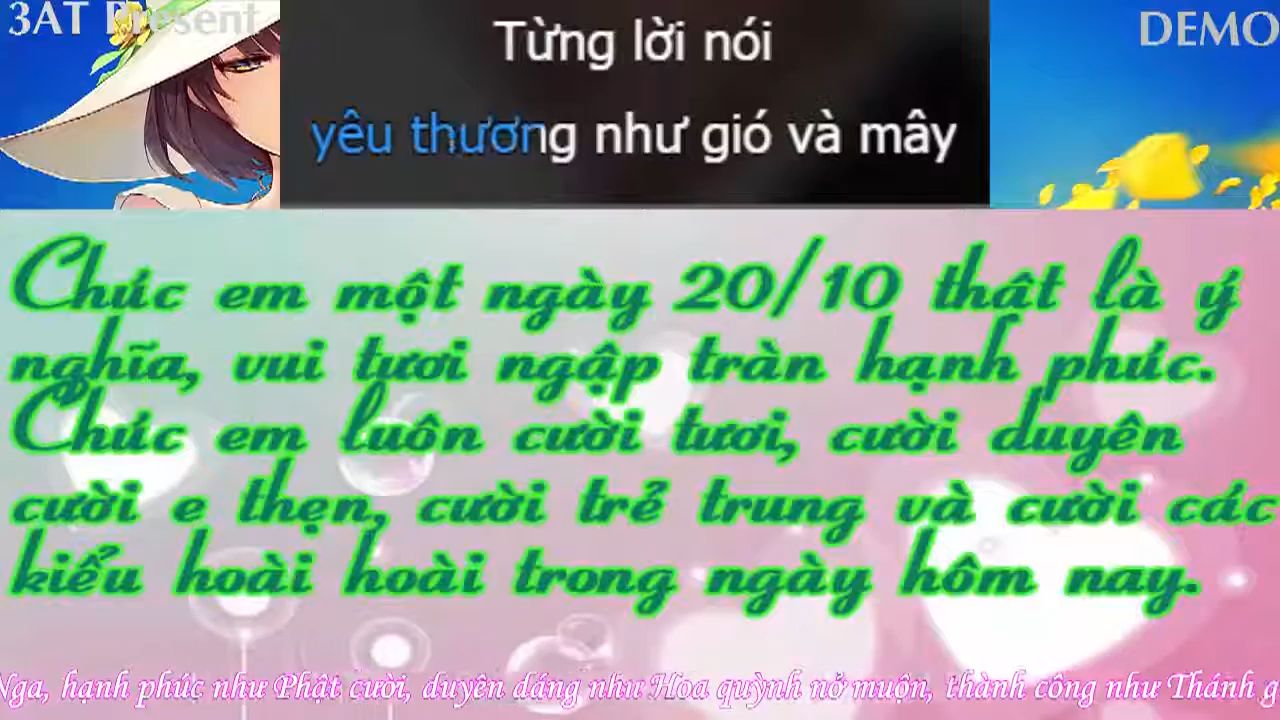 3AT Present
DEMO
Từng lời nói
yêu thương như gió và mây
Chúc em một ngày 20/10 thật là ý
nghĩa, vui tươi ngập tràn hạnh phúc.
Chúc em luôn cười tươi, cười duyên
cười e thẹn, cười trẻ trung và cười các
kiểu hoài hoài trong ngày hôm nay.
Nga, hạnh phúc như Phật cười, duyên dáng như Hoa quỳnh nở muộn, thành công như Thánh g